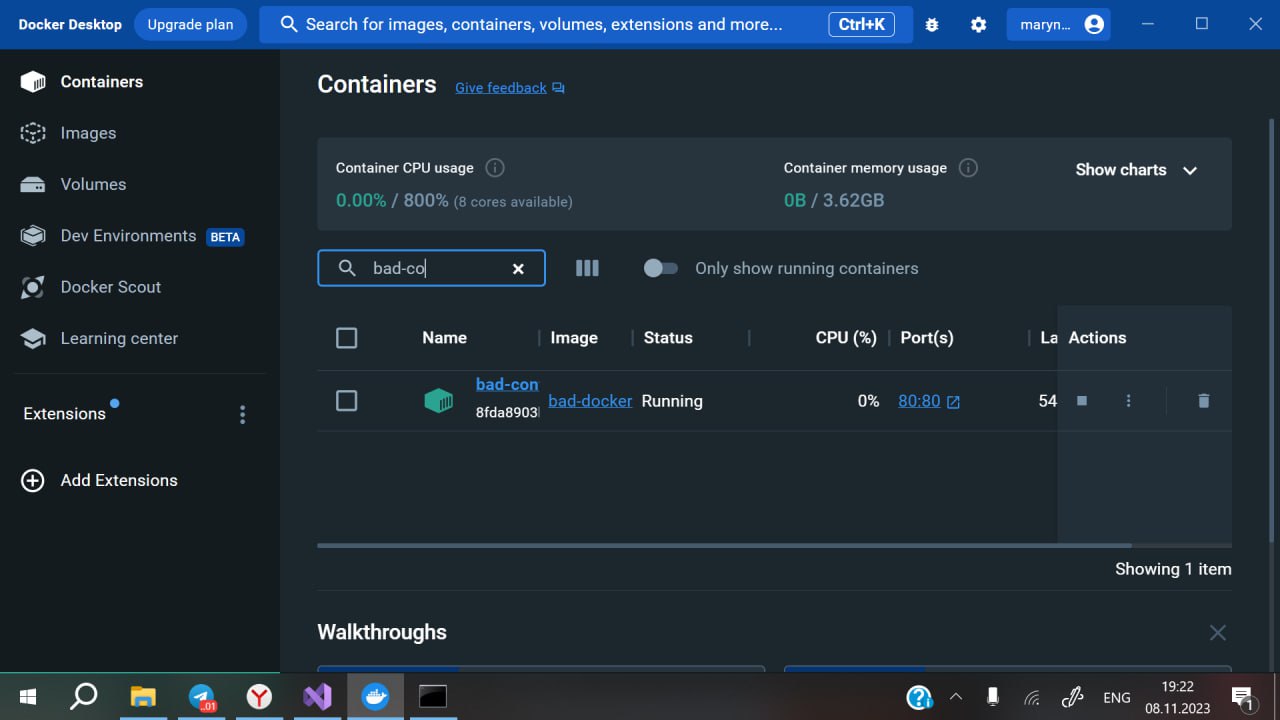 Docker Desktop Upgrade plan Search for images, containers, volumes, extensions and more... Ctrl+K maryn...
Containers
Images
Volumes
Dev Environments BETA
Docker Scout
Learning center
Extensions
Add Extensions
Containers Give feedback
Container CPU usage
0.00% / 800% (8 cores available)
Container memory usage
0B / 3.62GB
Show charts
bad-co Only show running containers
Name Image Status CPU (%) Port(s) La Actions
bad-con
8fda8903 bad-docker Running 0% 80:80 54
Showing 1 item
Walkthroughs
.01
ENG
19:22
08.11.2023
1